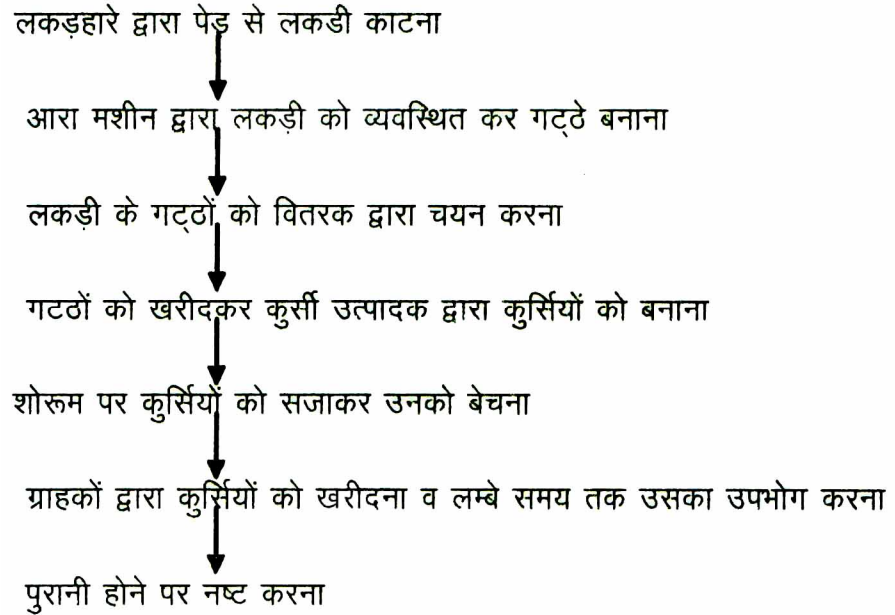 लकड़हारे द्वारा पेड़ से लकडी काटना
आरा मशीन द्वारा लकड़ी को व्यवस्थित कर गट्ठे बनाना
लकड़ी के गट्ठों को वितरक द्वारा चयन करना
गटठों को खरीदकर कुर्सी उत्पादक द्वारा कुर्सियों को बनाना
शोरूम पर कुर्सियों को सजाकर उनको बेचना
ग्राहकों द्वारा कुर्सियों को खरीदना व लम्बे समय तक उसका उपभोग करना
पुरानी होने पर नष्ट करना